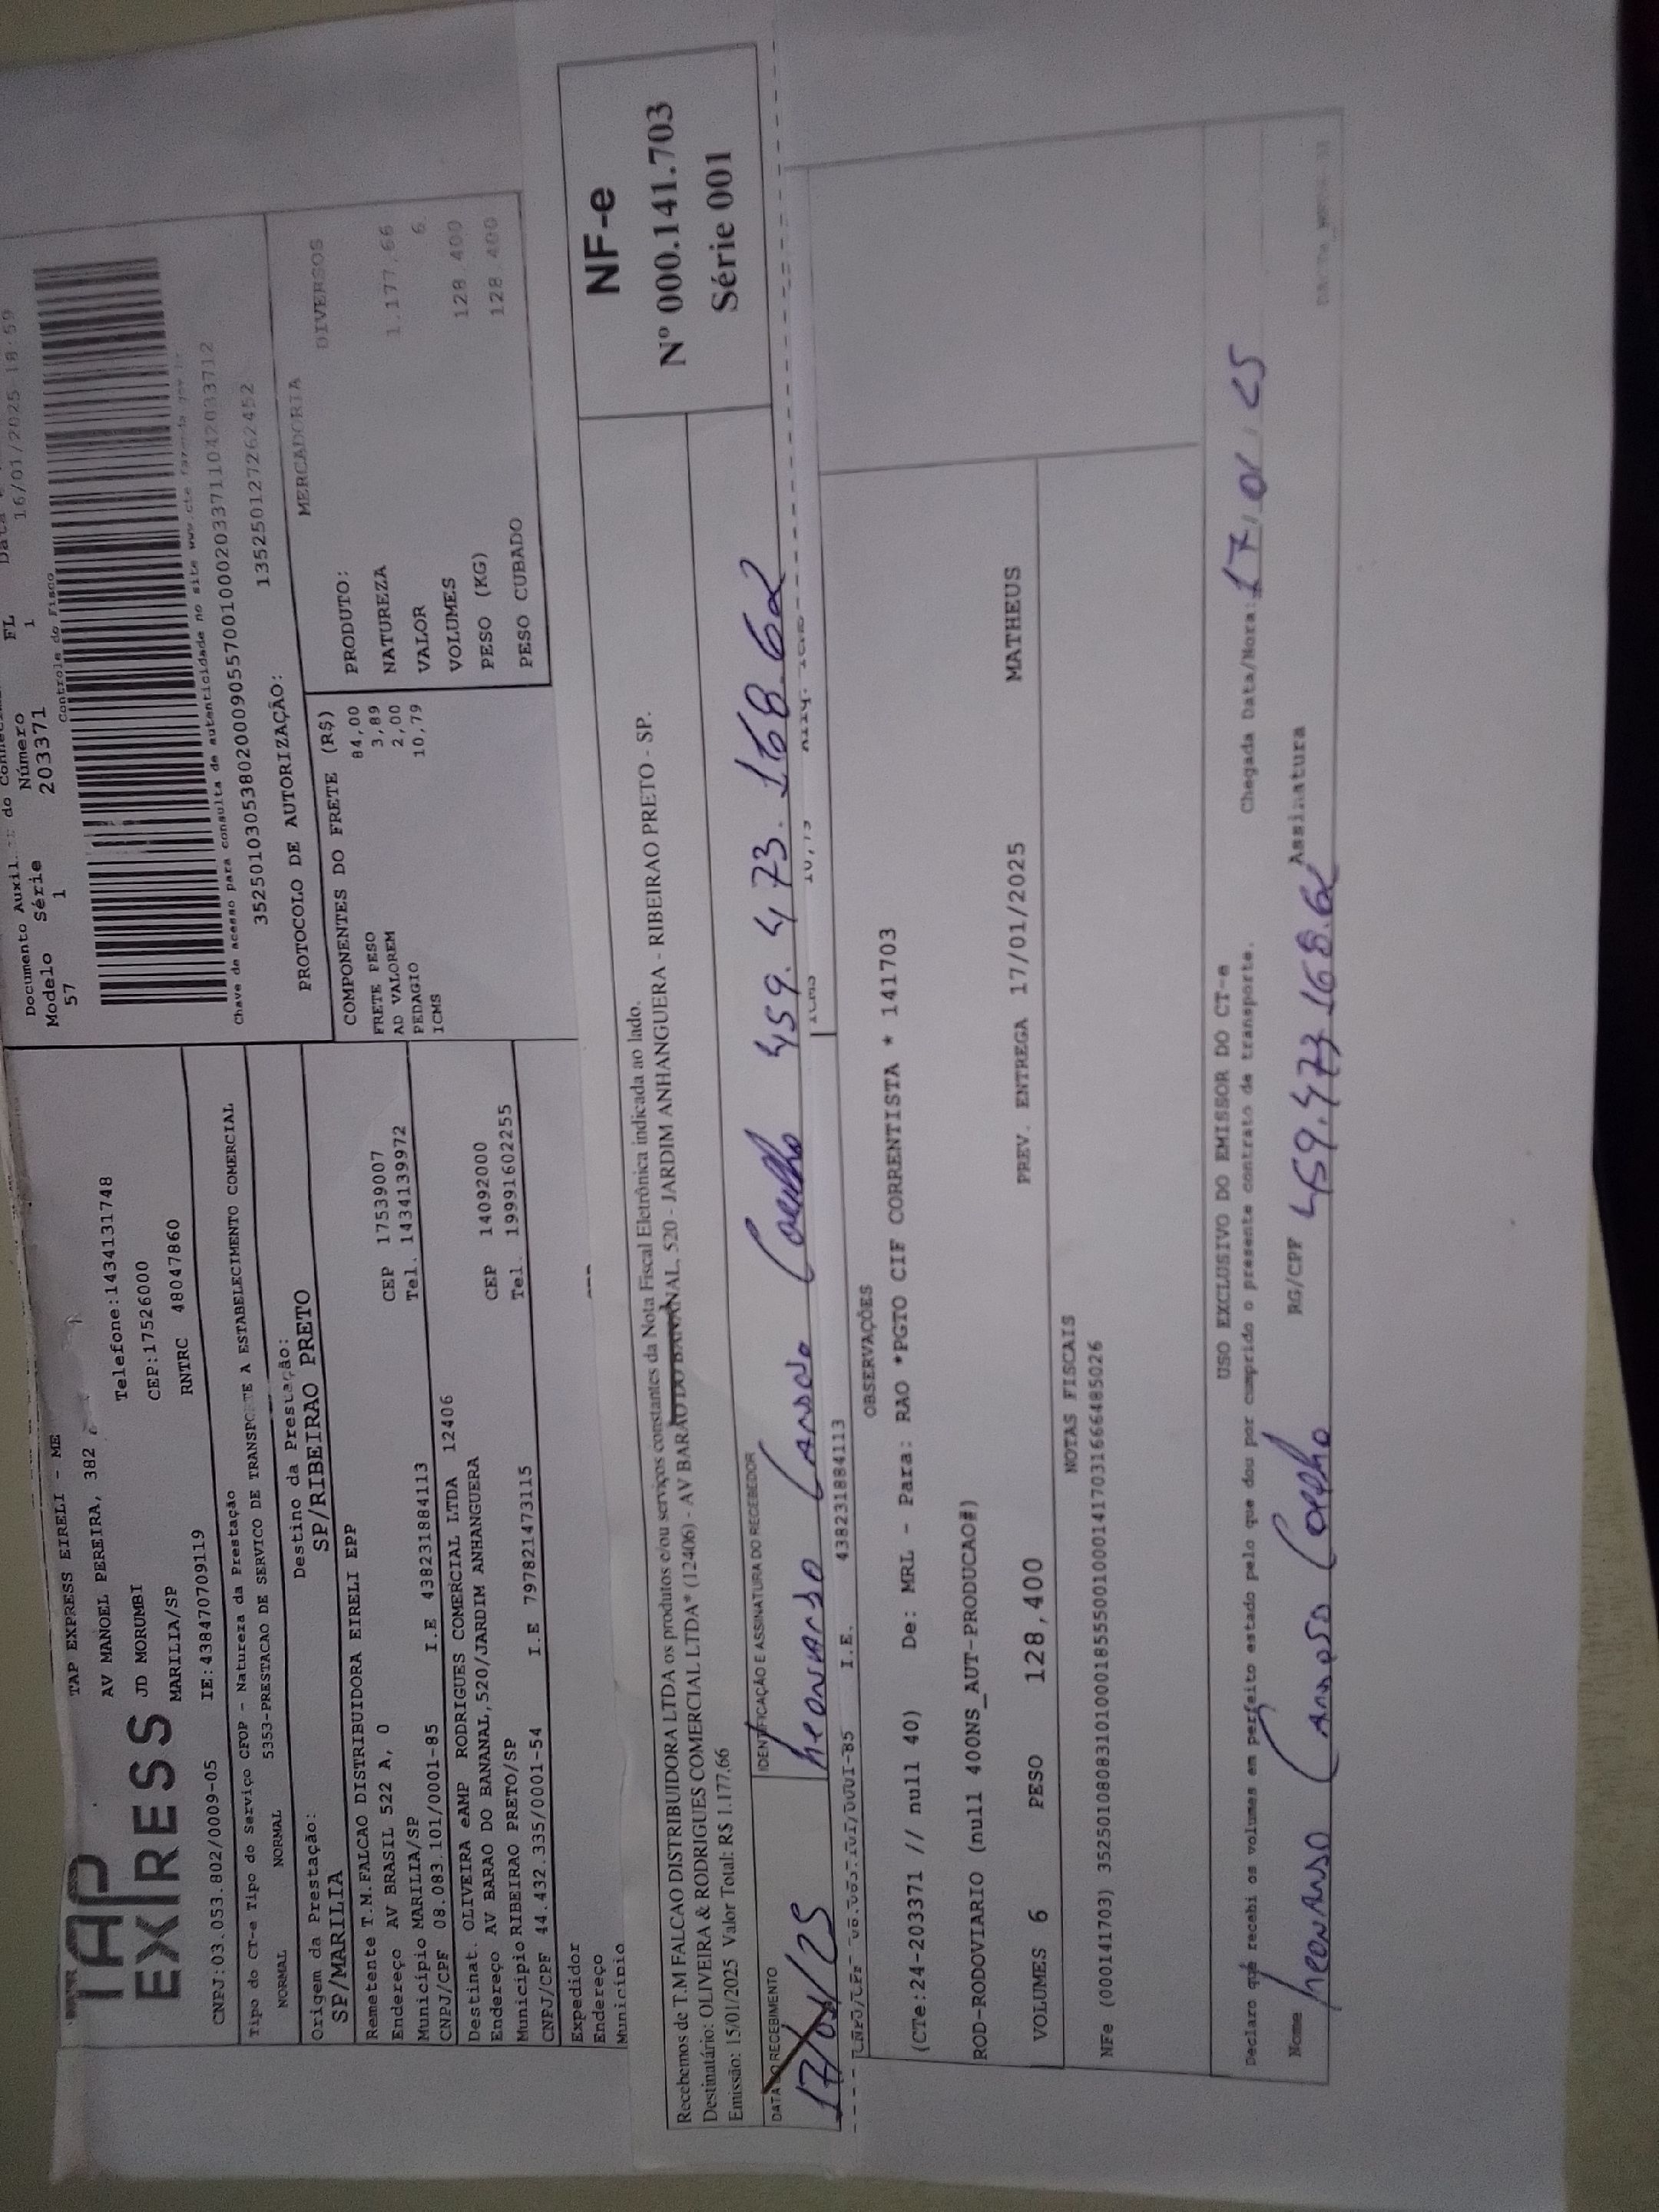 TAP EXPRESS
TAP EXPRESS EIRELI - ME
AV MANOEL PEREIRA, 382
Telefone:1434131748
JD MORUMBI
CEP:17526000
MARILIA/SP
RNTRC 48047860
CNPJ:03.053.802/0009-05 IE:438470709119
Tipo do CT-e Tipo do Serviço CFOP - Natureza da Prestação
NORMAL NORMAL 5353-PRESTACAO DE SERVICO DE TRANSPORTE A ESTABELECIMENTO COMERCIAL
Origem da Prestação: Destino da Prestação:
SP/MARILIA SP/RIBEIRAO PRETO
Remetente T.M.FALCAO DISTRIBUIDORA EIRELI EPP
Endereço AV BRASIL 522 A, 0 CEP 17539007
Município MARILIA/SP Tel. 1434139972
CNPJ/CPF 08.083.101/0001-85 I.E 438231884113
Destinat. OLIVEIRA eAMP RODRIGUES COMERCIAL LTDA 12406
Endereço AV BARAO DO BANANAL,520/JARDIM ANHANGUERA CEP 14092000
Município RIBEIRAO PRETO/SP Tel. 19991602255
CNPJ/CPF 44.432.335/0001-54 I.E 797821473115
Expedidor
Endereço
Município
Documento Auxil do
Modelo Série Número FL Data
57 1 203371 1 16/01/2025 18:59
Controle do Fisco
Chave de acesso para consulta de autenticidade no site www.cte
35250103053802000905570010002033711042033712
PROTOCOLO DE AUTORIZAÇÃO: 135250127262452
COMPONENTES DO FRETE (R$)
FRETE PESO 84,00
AD VALOREM 3,89
PEDAGIO 2,00
ICMS 10,79
MERCADORIA
PRODUTO: DIVERSOS
NATUREZA
VALOR 1.177,66
VOLUMES 6
PESO (KG) 128,400
PESO CUBADO 128,400
Recebemos de T.M FALCAO DISTRIBUIDORA LTDA os produtos e/ou serviços constantes da Nota Fiscal Eletrônica indicada ao lado.
Destinatário: OLIVEIRA & RODRIGUES COMERCIAL LTDA* (12406) - AV BARAO DO BANANAL, 520 - JARDIM ANHANGUERA - RIBEIRAO PRETO - SP.
Emissão: 15/01/2025 Valor Total: R$ 1.177,66
NF-e
Nº 000.141.703
Série 001
DATA DO RECEBIMENTO
17/01/25
IDENTIFICAÇÃO E ASSINATURA DO RECEBEDOR
Leonardo Cardoso Coelho 459.473.168.62
I.E. 438231884113
OBSERVAÇÕES
(CTe:24-203371 // null 40) De: MRL - Para: RAO *PGTO CIF CORRENTISTA * 141703
ROD-RODOVIARIO (null 400NS_AUT-PRODUCAO#)
VOLUMES 6 PESO 128,400 PREV. ENTREGA 17/01/2025 MATHEUS
NOTAS FISCAIS
NFe (000141703) 35250108083101000185550010001417031666485026
USO EXCLUSIVO DO EMISSOR DO CT-e
Declaro que recebi os volumes em perfeito estado pelo que dou por cumprido o presente contrato de transporte. Chegada Data/Hora: 17/01/25
Nome Leonardo Cardoso Coelho RG/CPF 459.473 168.62 Assinatura